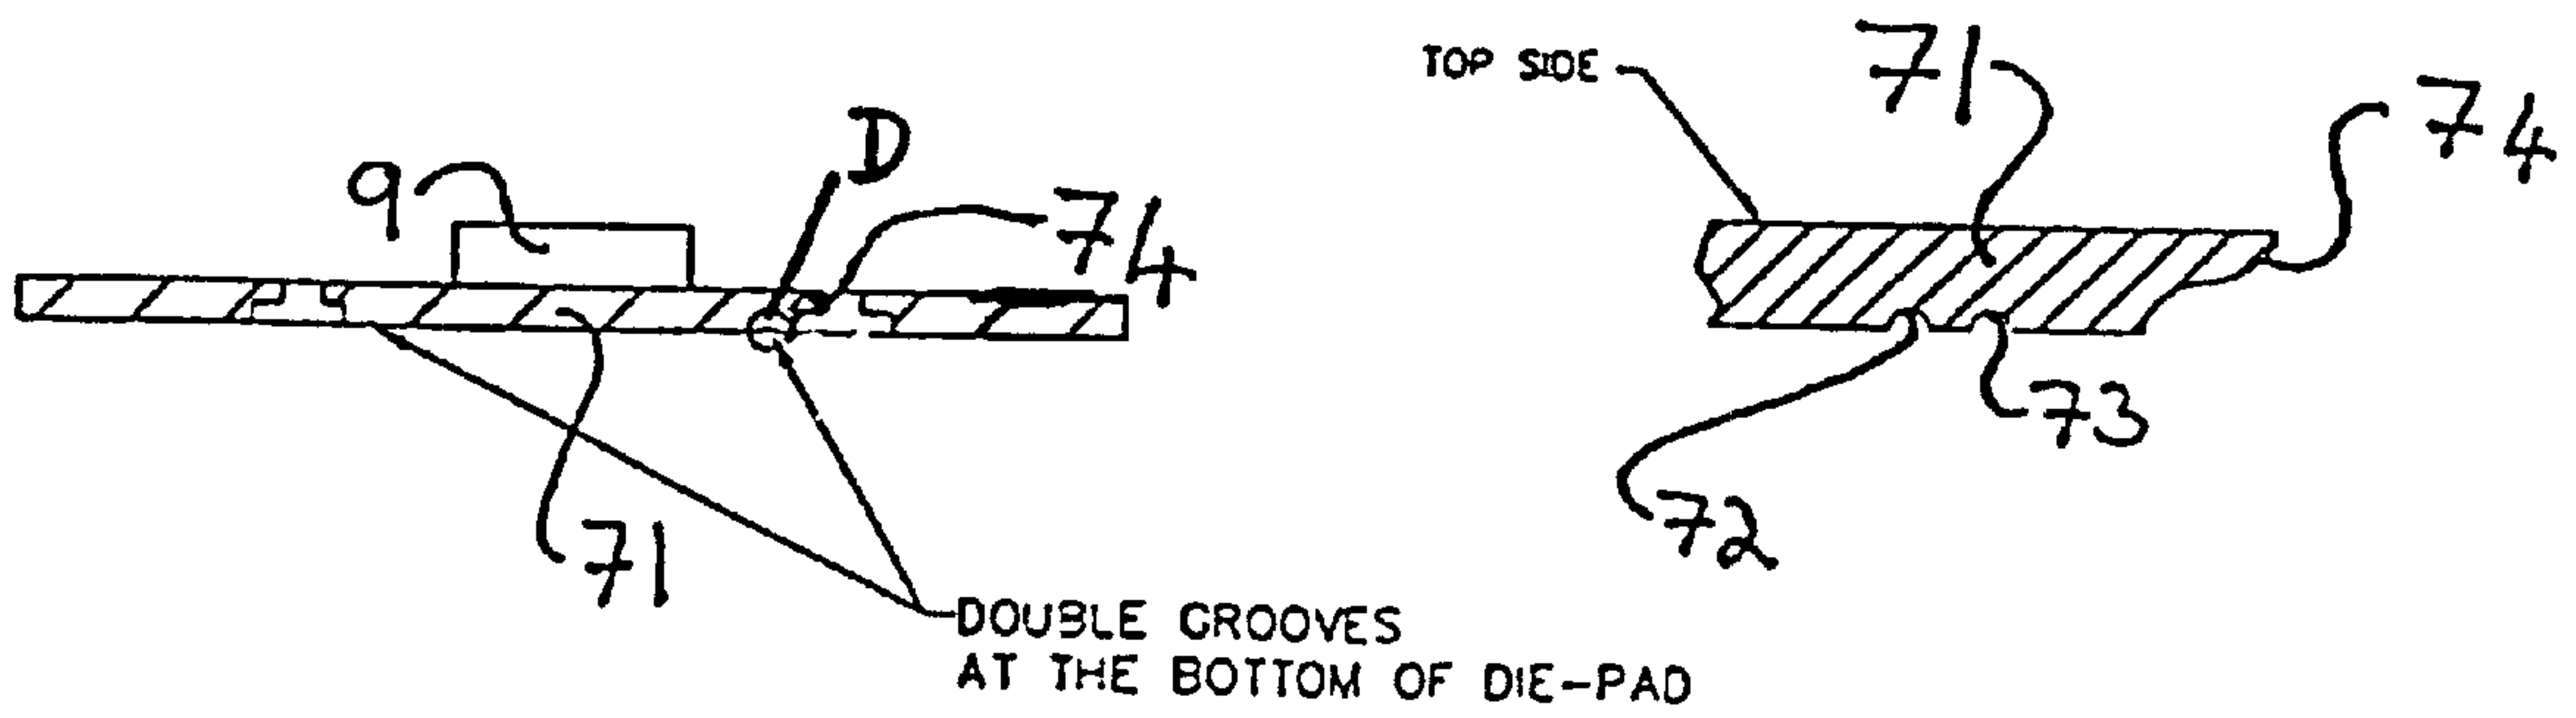 9
D
74
71
DOUBLE GROOVES
AT THE BOTTOM OF DIE-PAD
TOP SIDE
71
74
73
72